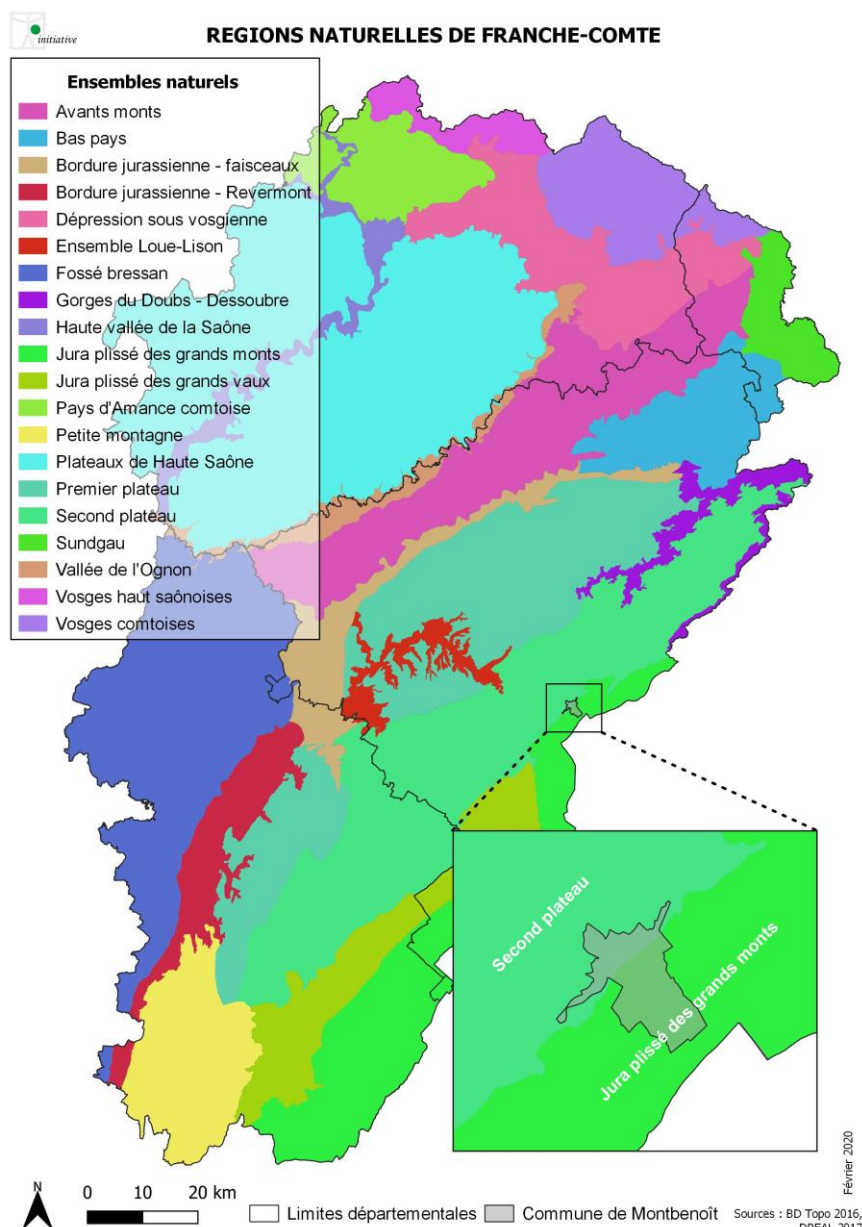 initiative
REGIONS NATURELLES DE FRANCHE-COMTE
Ensembles naturels
Avants monts
Bas pays
Bordure jurassienne - faisceaux
Bordure jurassienne - Revermont
Dépression sous vosgienne
Ensemble Loue-Lison
Fossé bressan
Gorges du Doubs - Dessoubre
Haute vallée de la Saône
Jura plissé des grands monts
Jura plissé des grands vaux
Pays d'Amance comtoise
Petite montagne
Plateaux de Haute Saône
Premier plateau
Second plateau
Sundgau
Vallée de l'Ognon
Vosges haut saônoises
Vosges comtoises
Second plateau
Jura plissé des grands monts
Février 2020
N
0 10 20 km
Limites départementales
Commune de Montbenoît
Sources : BD Topo 2016,
DREAL 2017